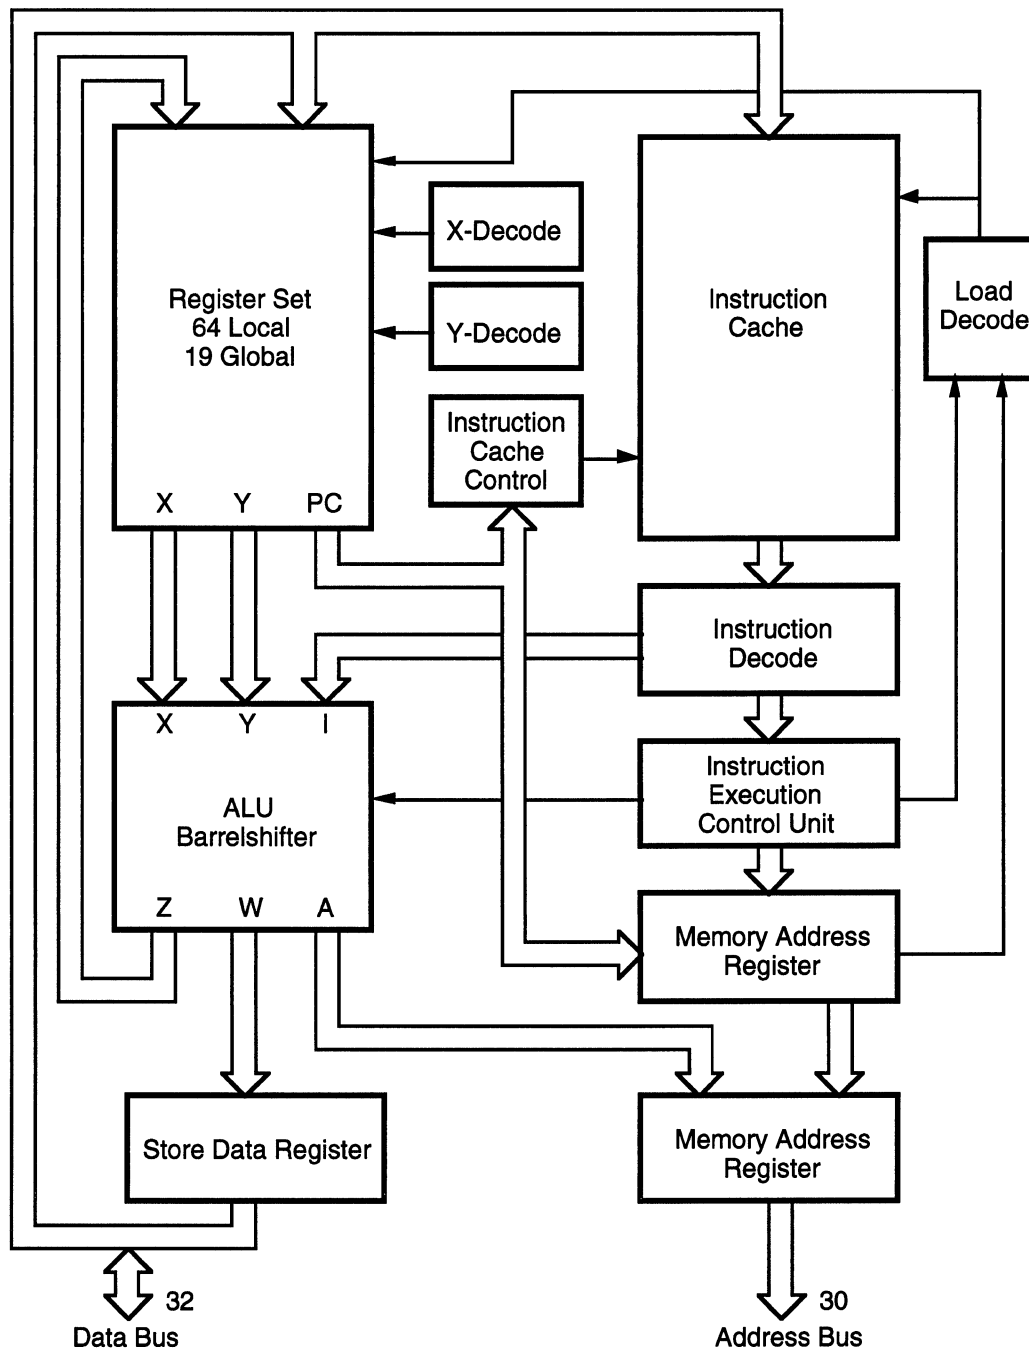 X-Decode
Register Set
64 Local
19 Global
Y-Decode
Instruction
Cache
Load
Decode
Instruction
Cache
Control
X Y PC
Instruction
Decode
X Y I
ALU
Barrelshifter
Instruction
Execution
Control Unit
Z W A
Memory Address
Register
Store Data Register
Memory Address
Register
32
Data Bus
30
Address Bus